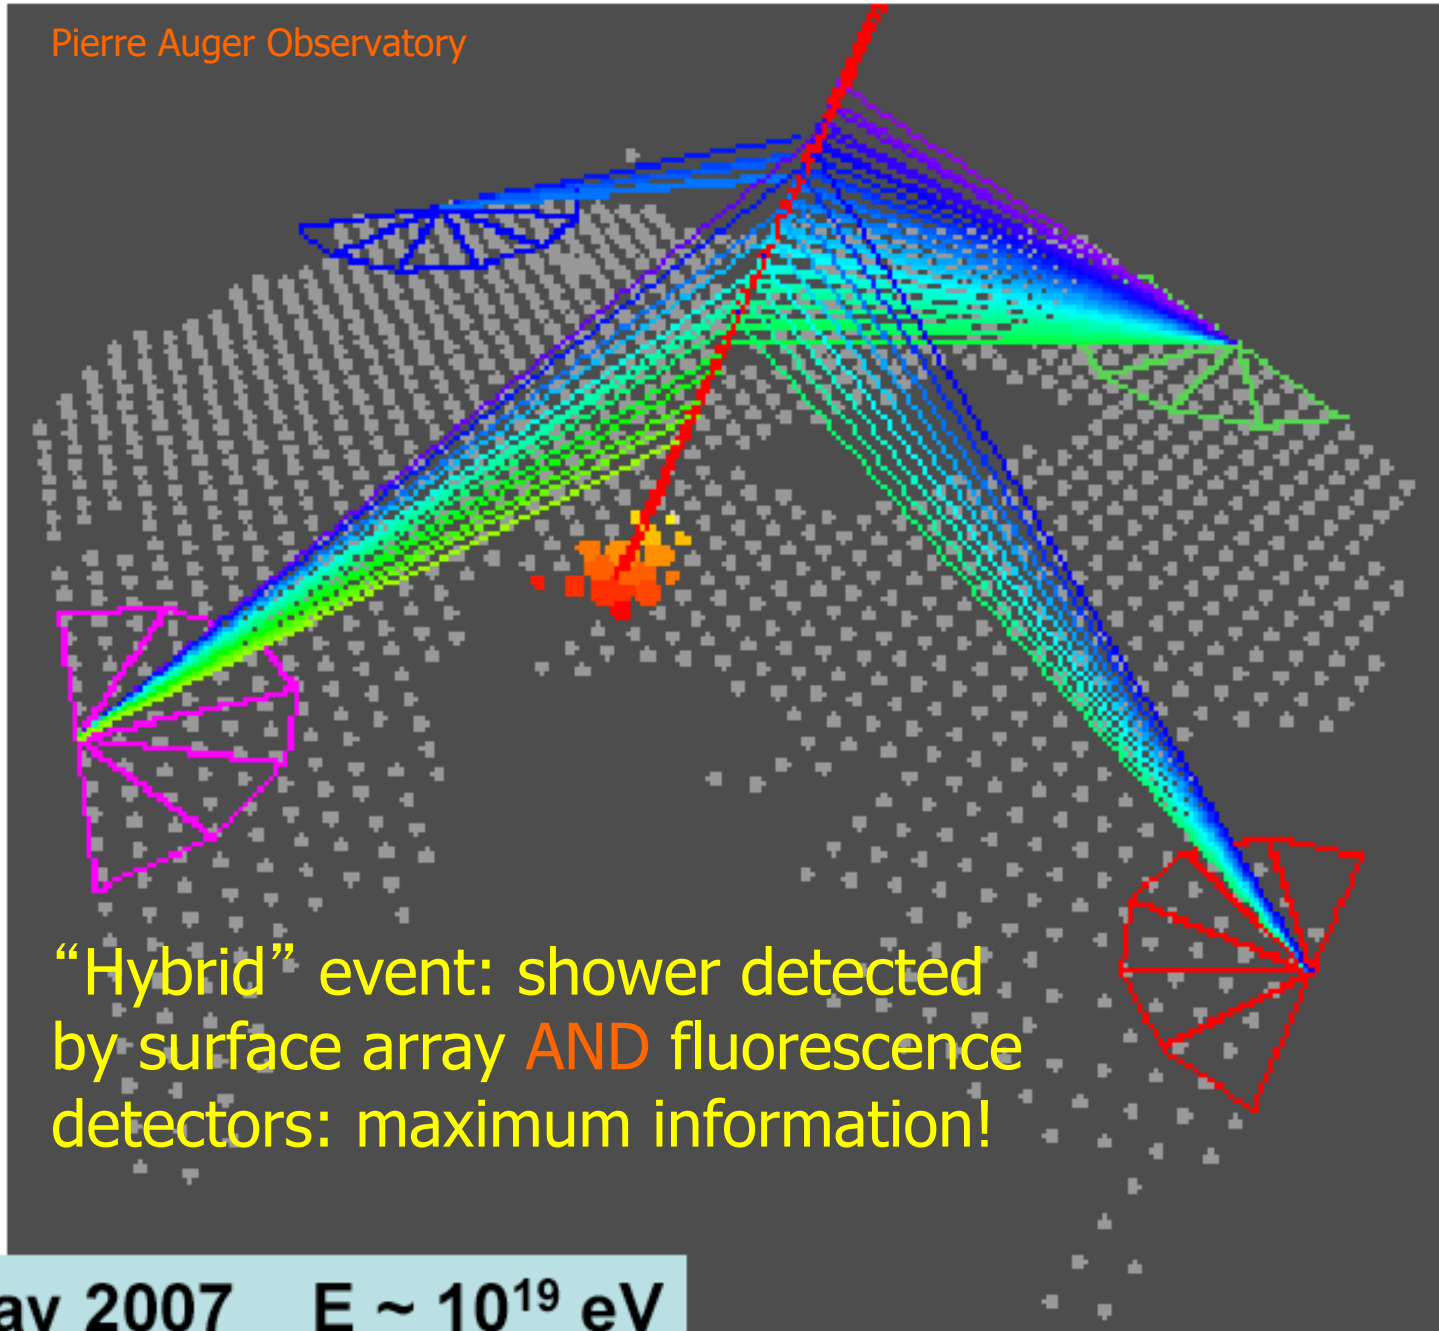 Pierre Auger Observatory
“Hybrid” event: shower detected
by surface array AND fluorescence
detectors: maximum information!
2007 E ~ 10¹⁹ eV